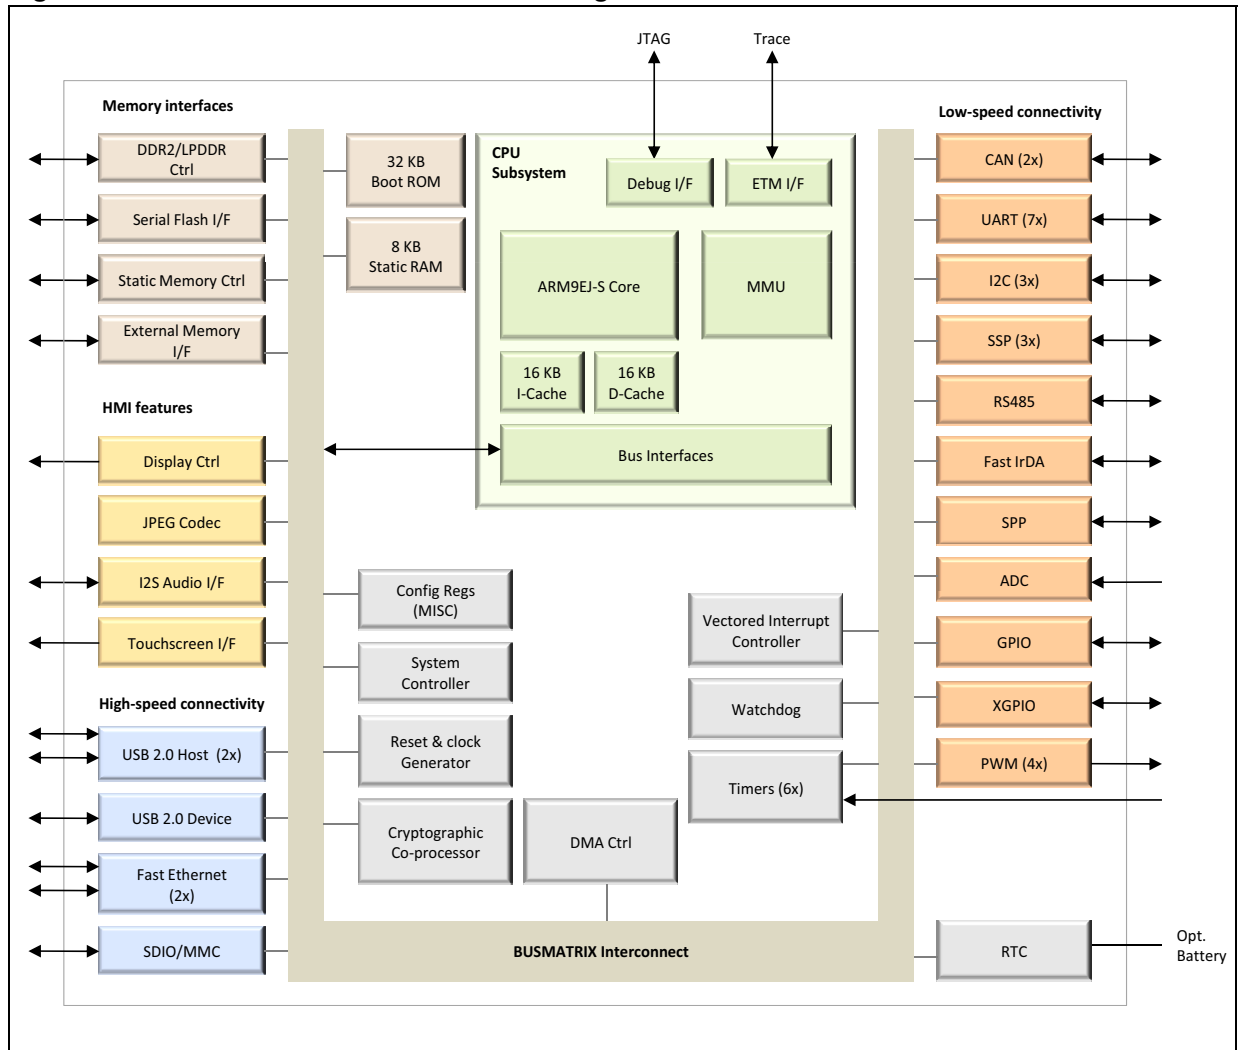 JTAG
Trace
Memory interfaces
DDR2/LPDDR
Ctrl
Serial Flash I/F
Static Memory Ctrl
External Memory
I/F
HMI features
Display Ctrl
JPEG Codec
I2S Audio I/F
Touchscreen I/F
High-speed connectivity
USB 2.0 Host (2x)
USB 2.0 Device
Fast Ethernet
(2x)
SDIO/MMC
32 KB
Boot ROM
8 KB
Static RAM
CPU
Subsystem
Debug I/F
ETM I/F
ARM9EJ-S Core
MMU
16 KB
I-Cache
16 KB
D-Cache
Bus Interfaces
Config Regs
(MISC)
System
Controller
Reset & clock
Generator
Cryptographic
Co-processor
DMA Ctrl
Vectored Interrupt
Controller
Watchdog
Timers (6x)
BUSMATRIX Interconnect
Low-speed connectivity
CAN (2x)
UART (7x)
I2C (3x)
SSP (3x)
RS485
Fast IrDA
SPP
ADC
GPIO
XGPIO
PWM (4x)
RTC
Opt.
Battery